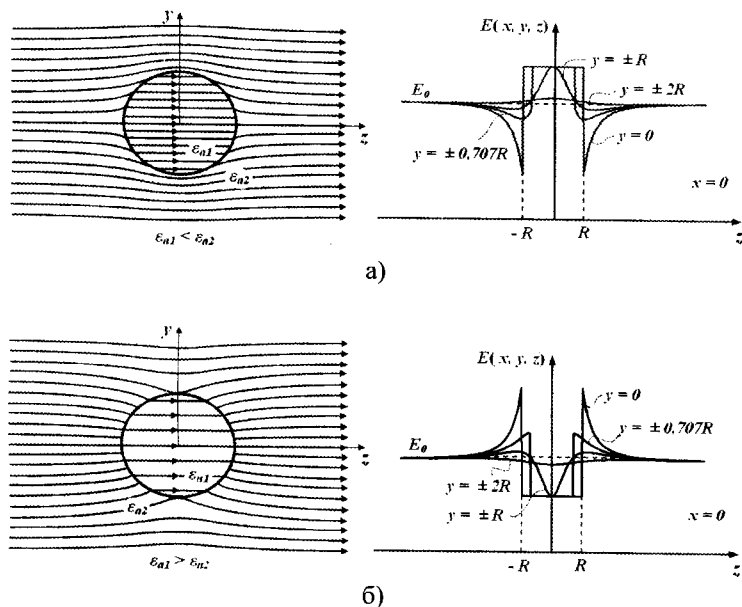 y
z
εa1
εa2
εa1 < εa2
E(x, y, z)
E0
y = ±R
y = ±2R
y = 0
y = ±0,707R
x = 0
- R
R
z
а)
y
z
εa1
εa2
εa1 > εa2
E(x, y, z)
y = 0
y = ±0.707R
E0
y = ±2R
y = ±R
x = 0
- R
R
z
б)